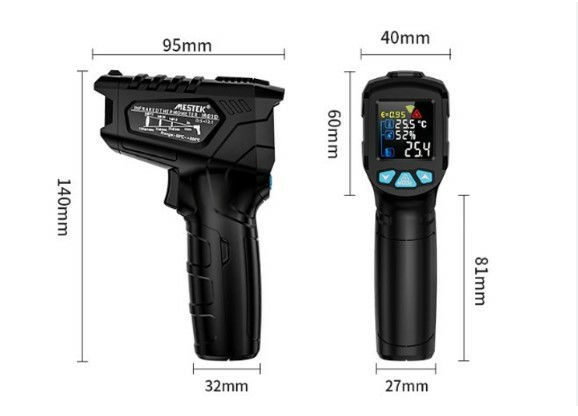 95mm
40mm
MESTEK
INFRARED THERMOMETER IR01D
ε=0.95
25.5 °C
52%
25.4
60mm
140mm
81mm
32mm
27mm